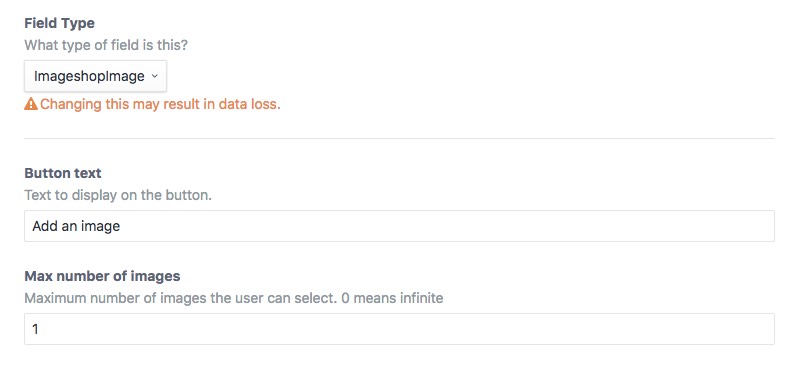 Field Type
What type of field is this?
ImageshopImage
Changing this may result in data loss.
Button text
Text to display on the button.
Add an image
Max number of images
Maximum number of images the user can select. 0 means infinite
1